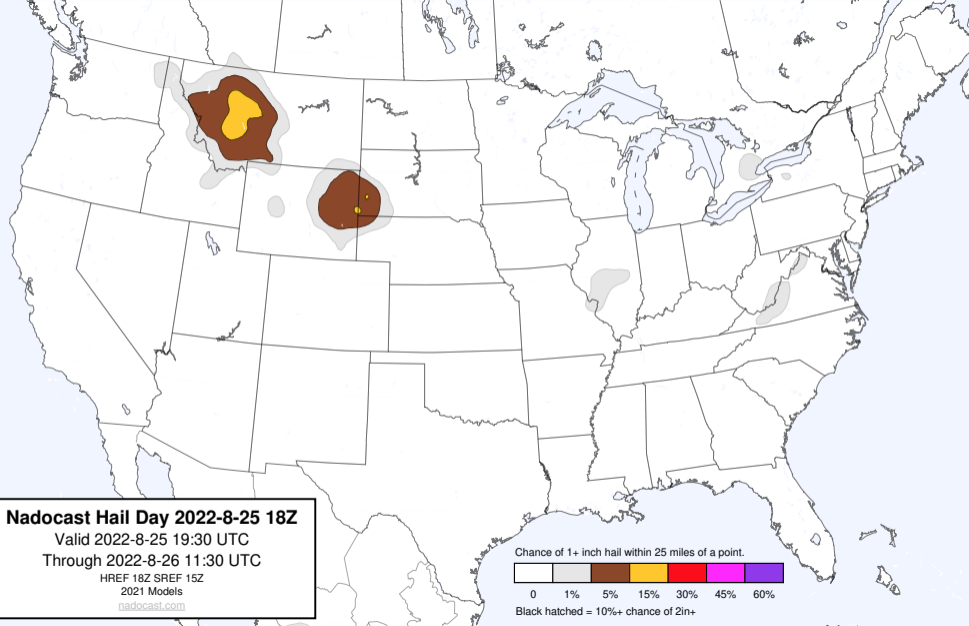 Nadocast Hail Day 2022-8-25 18Z
Valid 2022-8-25 19:30 UTC
Through 2022-8-26 11:30 UTC
HREF 18Z SREF 15Z
2021 Models
nadocast.com
Chance of 1+ inch hail within 25 miles of a point.
0 1% 5% 15% 30% 45% 60%
Black hatched = 10%+ chance of 2in+